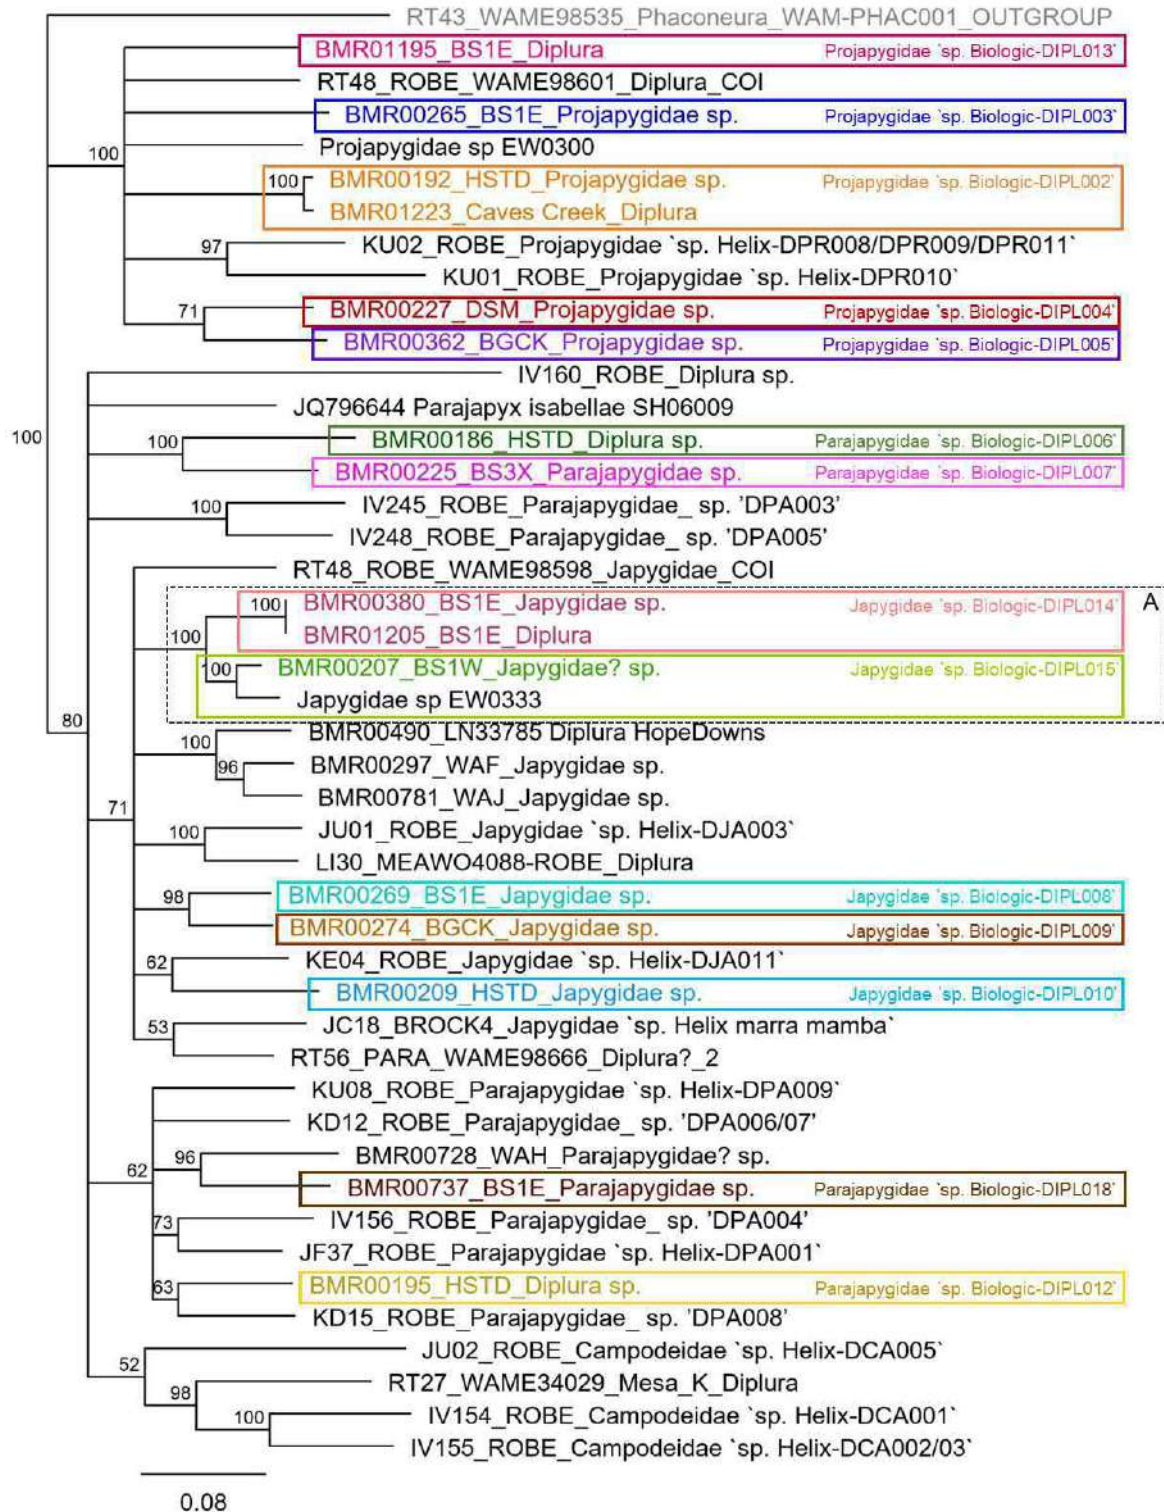 RT43_WAME98535_Phaconeura_WAM-PHAC001_OUTGROUP
BMR01195_BS1E_Diplura Projapygidae 'sp. Biologic-DIPL013'
RT48_ROBE_WAME98601_Diplura_COI
BMR00265_BS1E_Projapygidae sp. Projapygidae 'sp. Biologic-DIPL003'
100 Projapygidae sp EW0300
100 BMR00192_HSTD_Projapygidae sp. Projapygidae 'sp. Biologic-DIPL002'
BMR01223_Caves Creek_Diplura
97 KU02_ROBE_Projapygidae `sp. Helix-DPR008/DPR009/DPR011`
KU01_ROBE_Projapygidae `sp. Helix-DPR010`
71 BMR00227_DSM_Projapygidae sp. Projapygidae 'sp. Biologic-DIPL004'
BMR00362_BGCK_Projapygidae sp. Projapygidae 'sp. Biologic-DIPL005'
IV160_ROBE_Diplura sp.
JQ796644 Parajapyx isabellae SH06009
100 100 BMR00186_HSTD_Diplura sp. Parajapygidae 'sp. Biologic-DIPL006'
BMR00225_BS3X_Parajapygidae sp. Parajapygidae 'sp. Biologic-DIPL007'
100 IV245_ROBE_Parajapygidae_ sp. 'DPA003'
IV248_ROBE_Parajapygidae_ sp. 'DPA005'
RT48_ROBE_WAME98598_Japygidae_COI
100 BMR00380_BS1E_Japygidae sp. Japygidae 'sp. Biologic-DIPL014' A
100 BMR01205_BS1E_Diplura
100 BMR00207_BS1W_Japygidae? sp. Japygidae 'sp. Biologic-DIPL015'
Japygidae sp EW0333
80 100 BMR00490_LN33785 Diplura HopeDowns
96 BMR00297_WAF_Japygidae sp.
BMR00781_WAJ_Japygidae sp.
71 100 JU01_ROBE_Japygidae `sp. Helix-DJA003`
LI30_MEAWO4088-ROBE_Diplura
98 BMR00269_BS1E_Japygidae sp. Japygidae 'sp. Biologic-DIPL008'
BMR00274_BGCK_Japygidae sp. Japygidae 'sp. Biologic-DIPL009'
62 KE04_ROBE_Japygidae `sp. Helix-DJA011`
BMR00209_HSTD_Japygidae sp. Japygidae 'sp. Biologic-DIPL010'
53 JC18_BROCK4_Japygidae `sp. Helix marra mamba`
RT56_PARA_WAME98666_Diplura?_2
KU08_ROBE_Parajapygidae `sp. Helix-DPA009`
KD12_ROBE_Parajapygidae_ sp. 'DPA006/07'
62 96 BMR00728_WAH_Parajapygidae? sp.
BMR00737_BS1E_Parajapygidae sp. Parajapygidae 'sp. Biologic-DIPL018'
73 IV156_ROBE_Parajapygidae_ sp. 'DPA004'
JF37_ROBE_Parajapygidae `sp. Helix-DPA001`
63 BMR00195_HSTD_Diplura sp. Parajapygidae 'sp. Biologic-DIPL012'
KD15_ROBE_Parajapygidae_ sp. 'DPA008'
52 JU02_ROBE_Campodeidae `sp. Helix-DCA005`
98 RT27_WAME34029_Mesa_K_Diplura
100 IV154_ROBE_Campodeidae `sp. Helix-DCA001`
IV155_ROBE_Campodeidae `sp. Helix-DCA002/03`
0.08